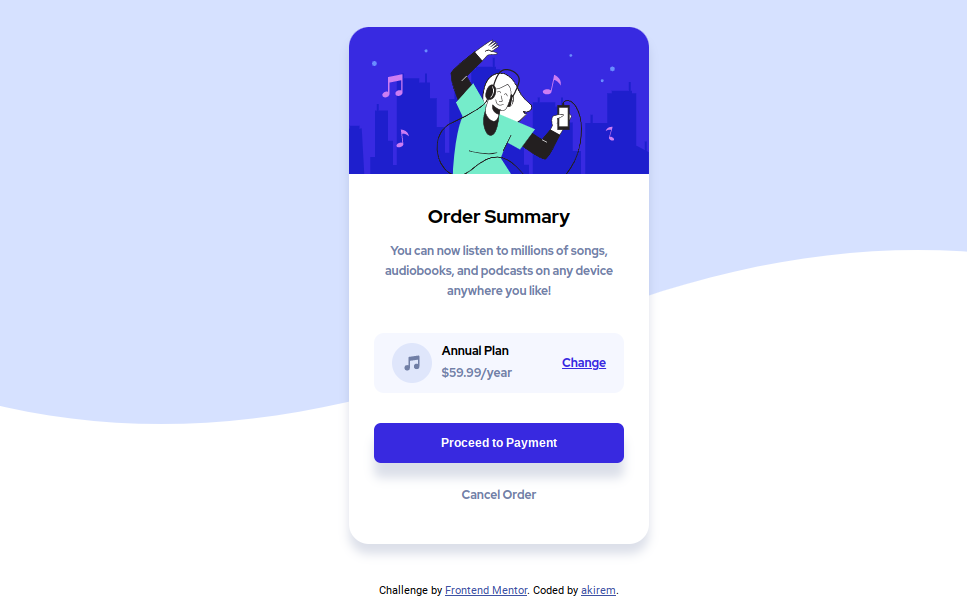 Order Summary
You can now listen to millions of songs,
audiobooks, and podcasts on any device
anywhere you like!
Annual Plan
$59.99/year
Change
Proceed to Payment
Cancel Order
Challenge by Frontend Mentor. Coded by akirem.